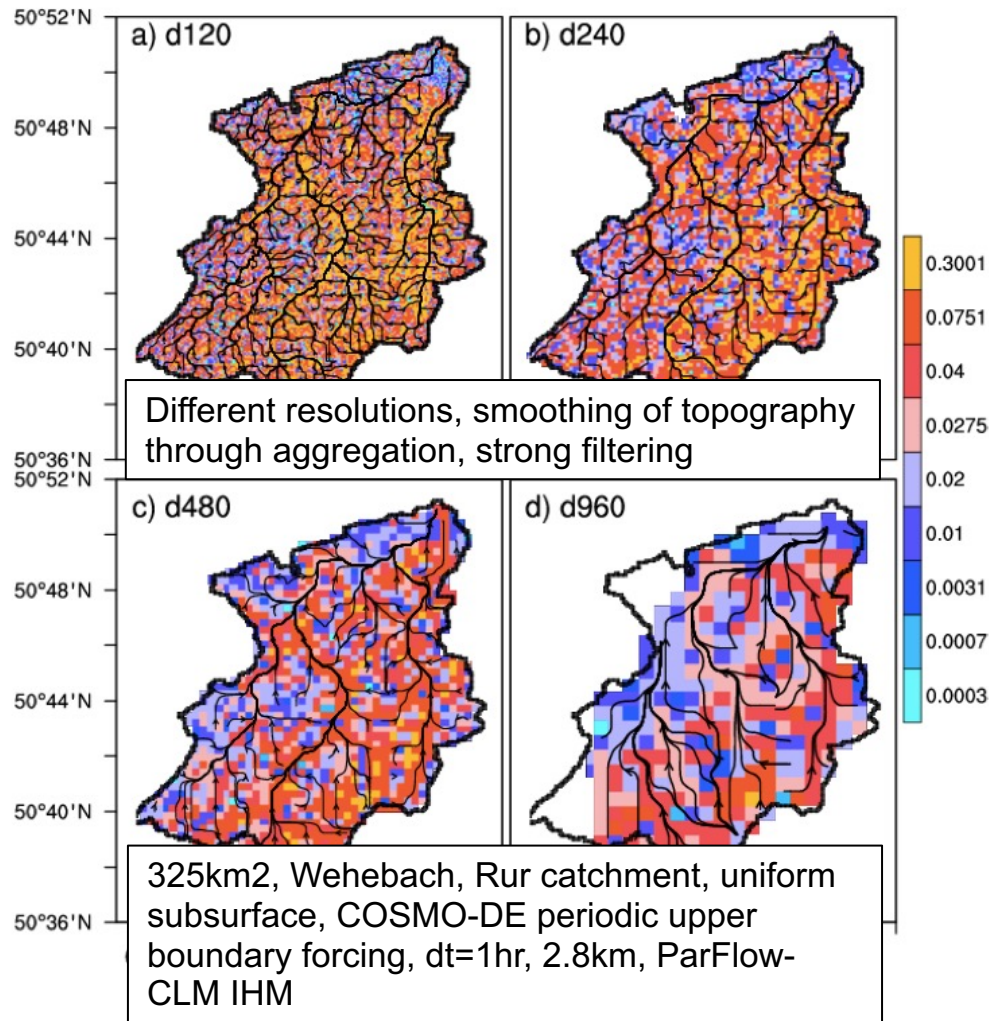 50°52'N
a) d120
b) d240
50°48'N
50°44'N
50°40'N
Different resolutions, smoothing of topography
through aggregation, strong filtering
50°36'N
50°52'N
c) d480
d) d960
50°48'N
50°44'N
50°40'N
325km2, Wehebach, Rur catchment, uniform
subsurface, COSMO-DE periodic upper
boundary forcing, dt=1hr, 2.8km, ParFlow-
CLM IHM
50°36'N
0.3001
0.0751
0.04
0.0275
0.02
0.01
0.0031
0.0007
0.0003